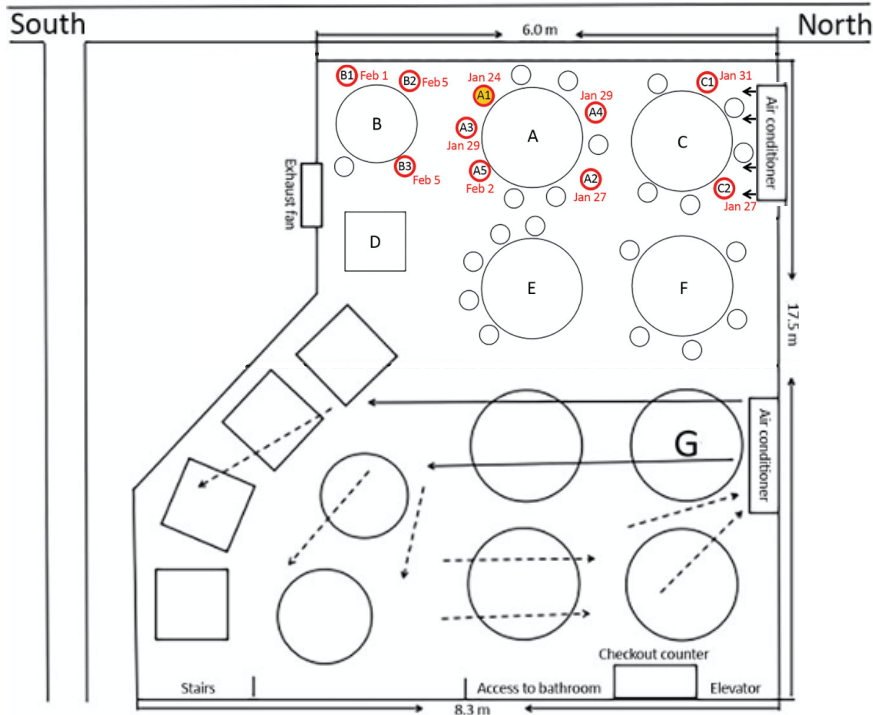 South
North
6.0 m
B1
Feb 1
B2
Feb 5
Jan 24
A1
Jan 29
A4
C1
Jan 31
B
A3
Jan 29
A
C
Air conditioner
B3
Feb 5
A5
Feb 2
A2
Jan 27
C2
Jan 27
Exhaust fan
D
E
F
17.5 m
G
Air conditioner
Checkout counter
Stairs
Access to bathroom
Elevator
8.3 m